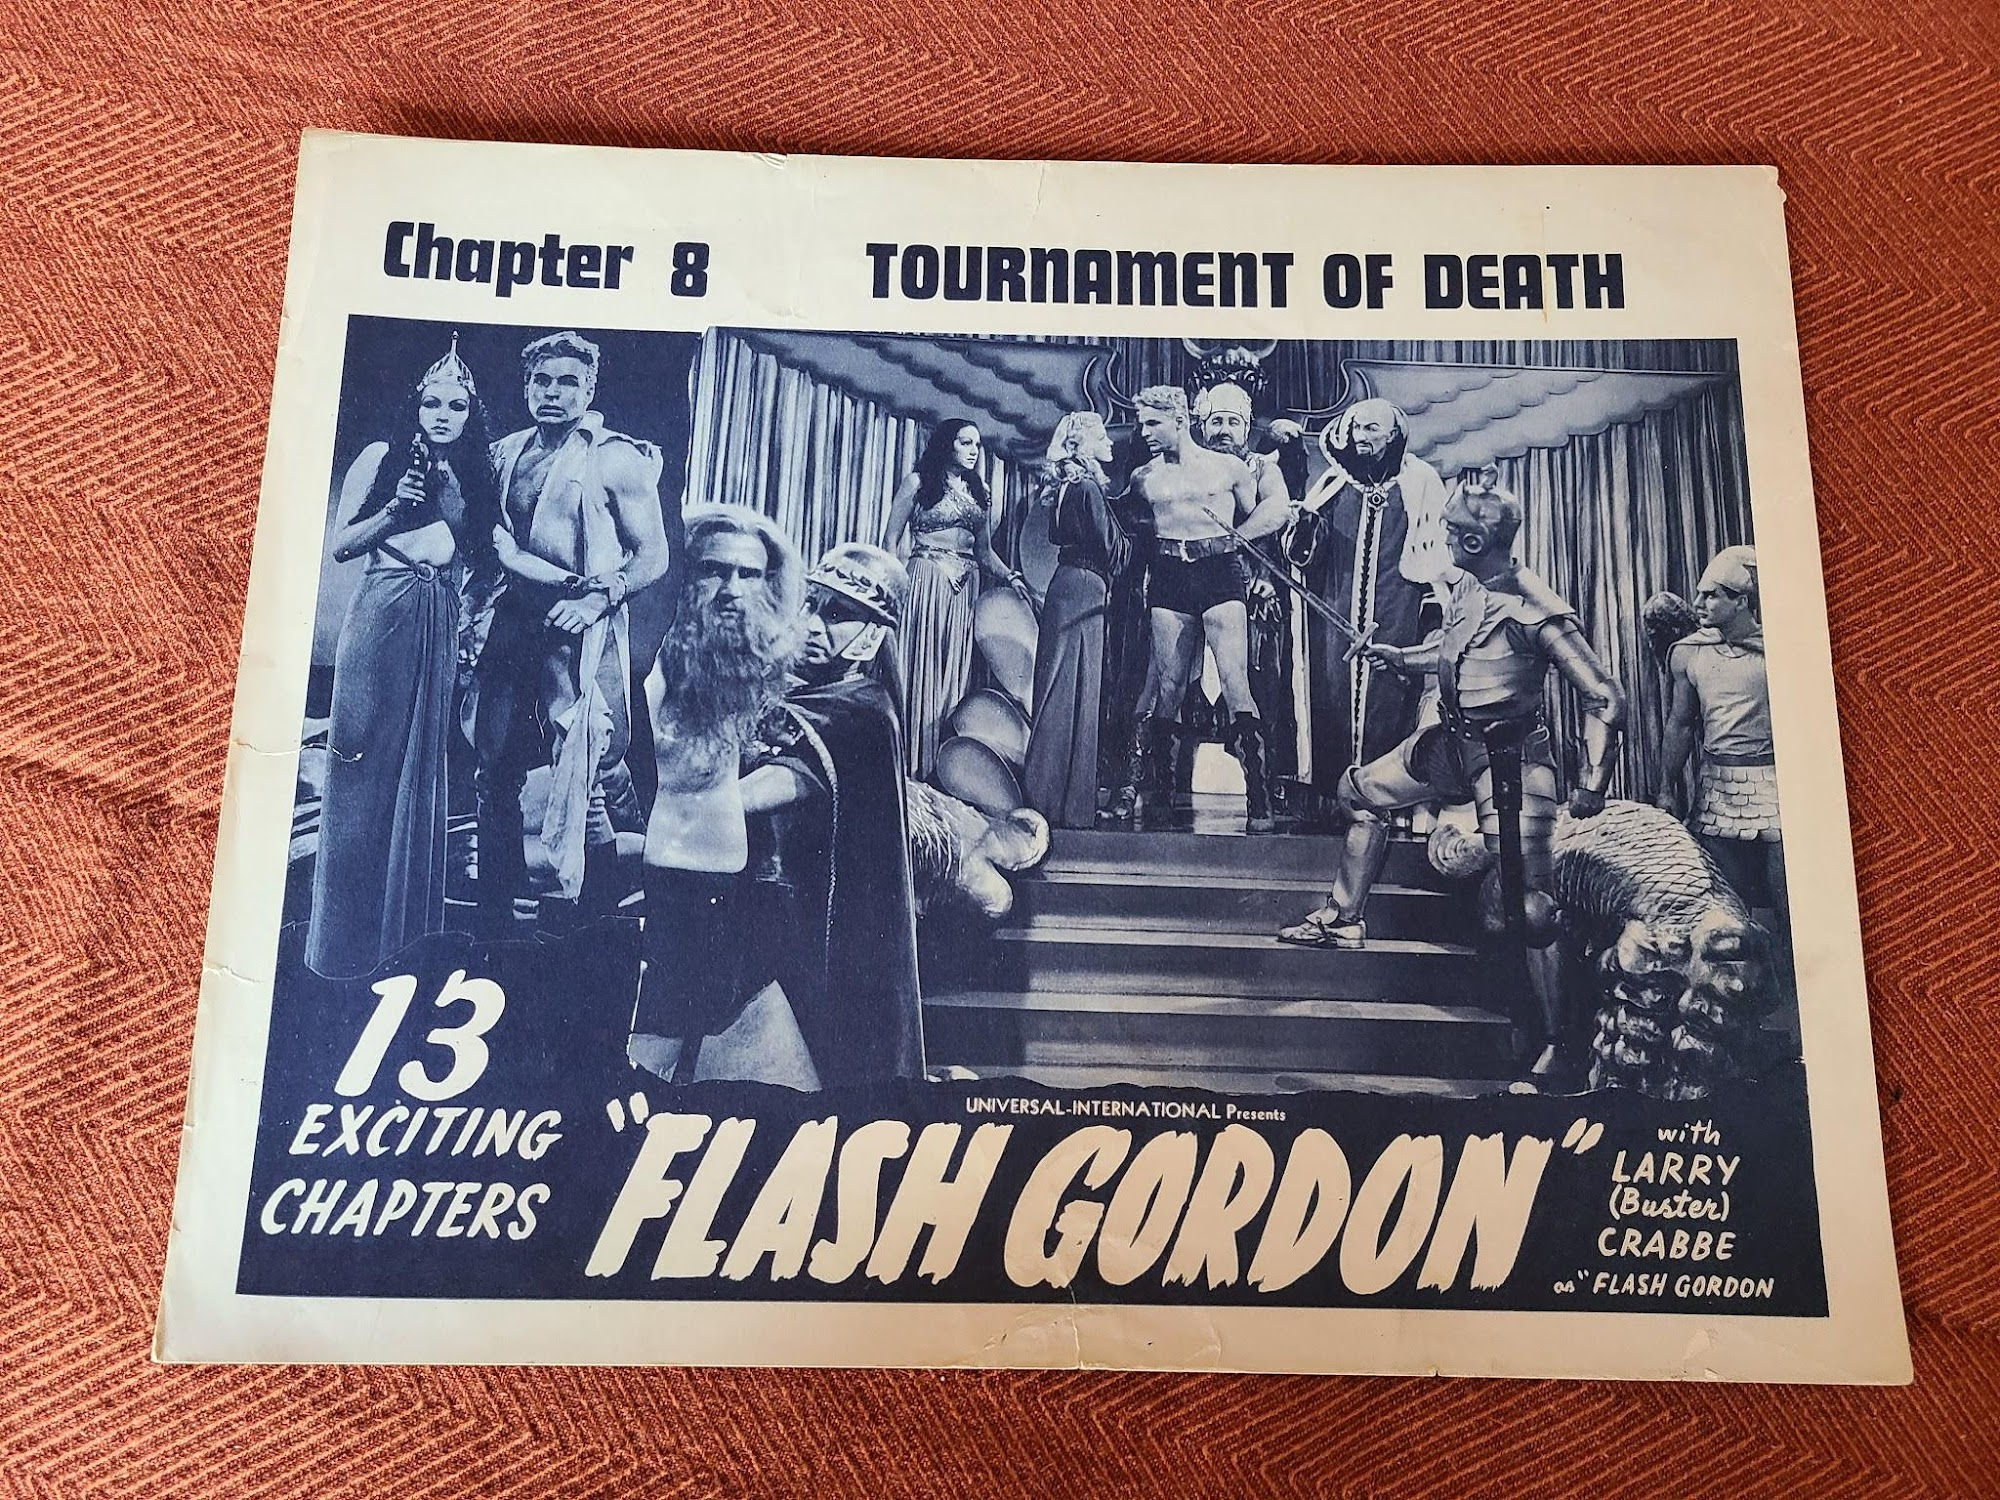 Chapter 8 TOURNAMENT OF DEATH
13
EXCITING
CHAPTERS
UNIVERSAL-INTERNATIONAL Presents
"FLASH GORDON"
with
LARRY
(Buster)
CRABBE
as "FLASH GORDON